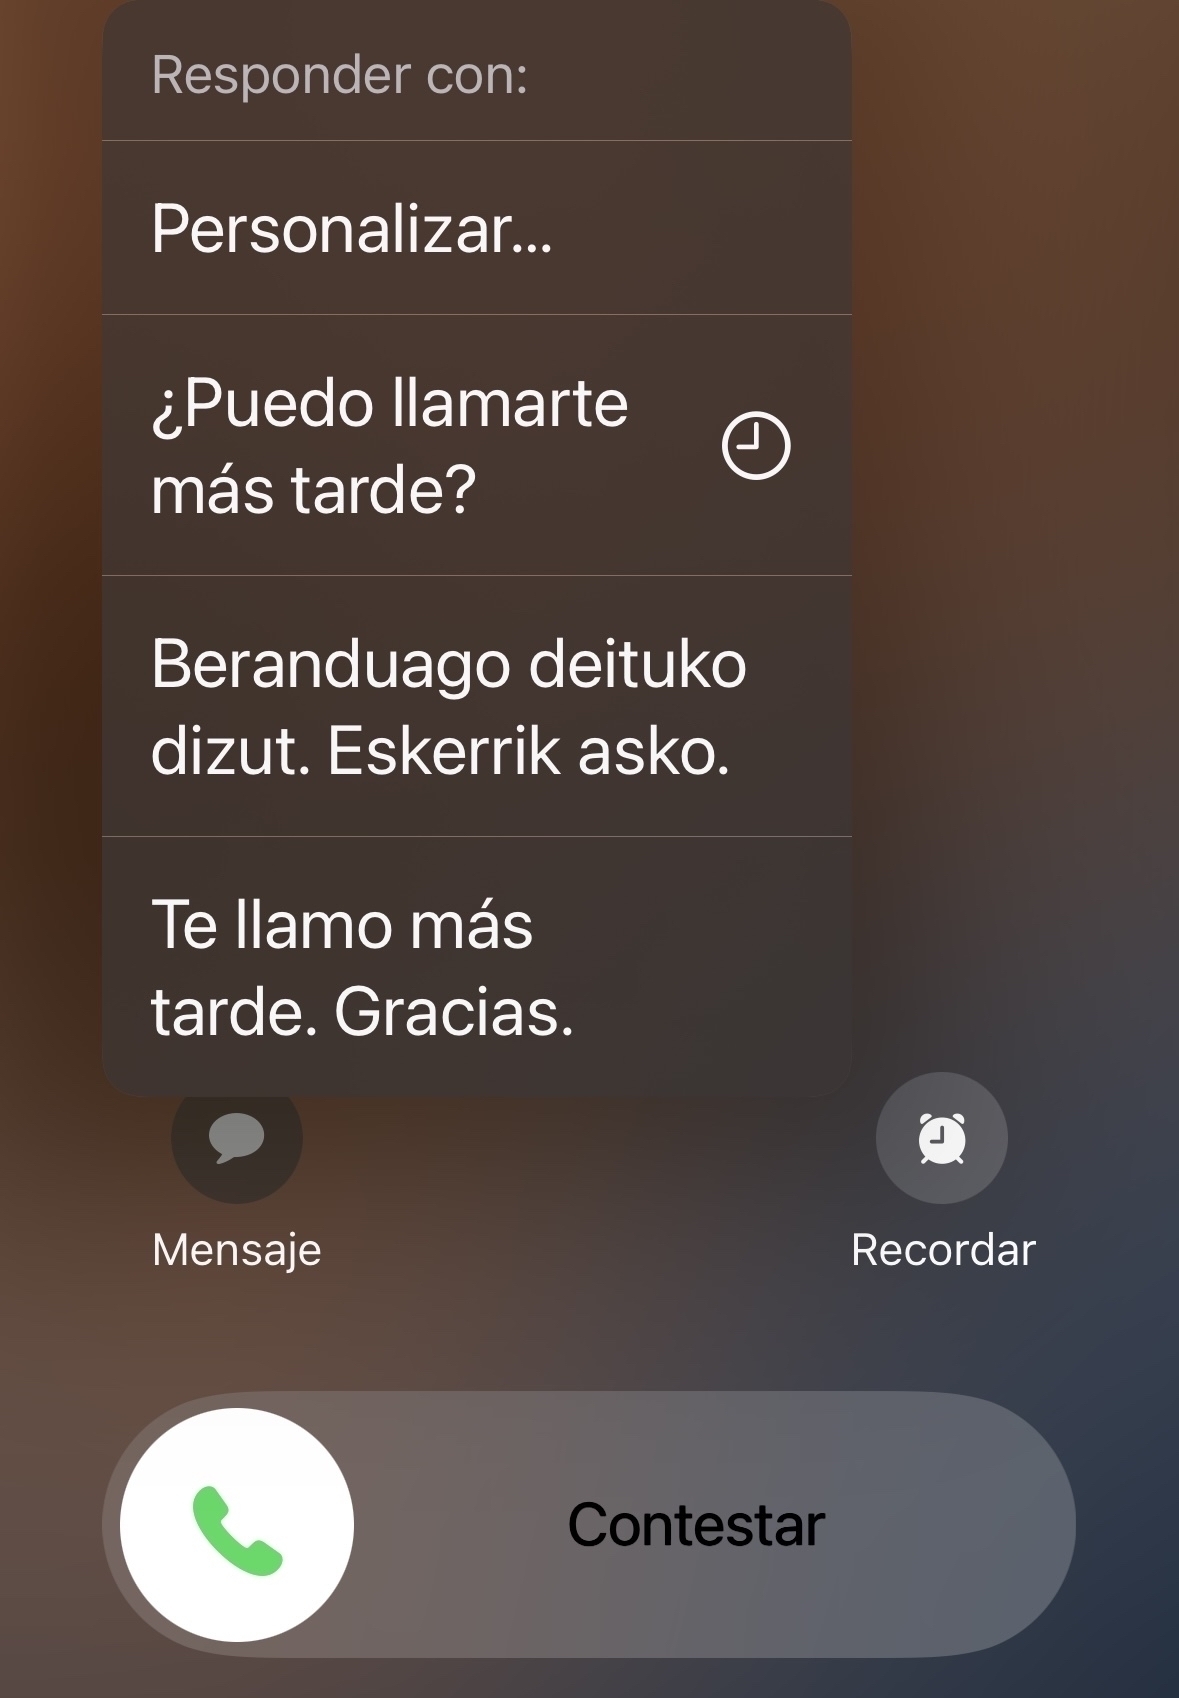 Responder con:
Personalizar...
¿Puedo llamarte
más tarde?
Beranduago deituko
dizut. Eskerrik asko.
Te llamo más
tarde. Gracias.
Mensaje
Recordar
Contestar